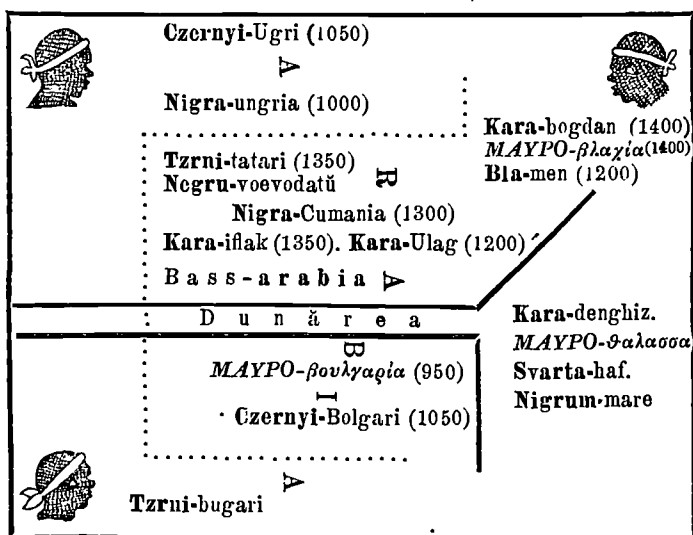 Czernyi-Ugri (1050)
A
Nigra-ungria (1000)
Kara-bogdan (1400)
ΜΑΥΡΟ-βλαχία (1400)
Bla-men (1200)
Tzrni-tatari (1350)
Negru-voevodatŭ
R
Nigra-Cumania (1300)
Kara-iflak (1350). Kara-Ulag (1200)
Bass-arabia A
Dunărea
Kara-denghiz.
ΜΑΥΡΟ-θαλασσα
Svarta-haf.
Nigrum-mare
B
ΜΑΥΡΟ-βουλγαρία (950)
I
Czernyi-Bolgari (1050)
A
Tzrni-bugari